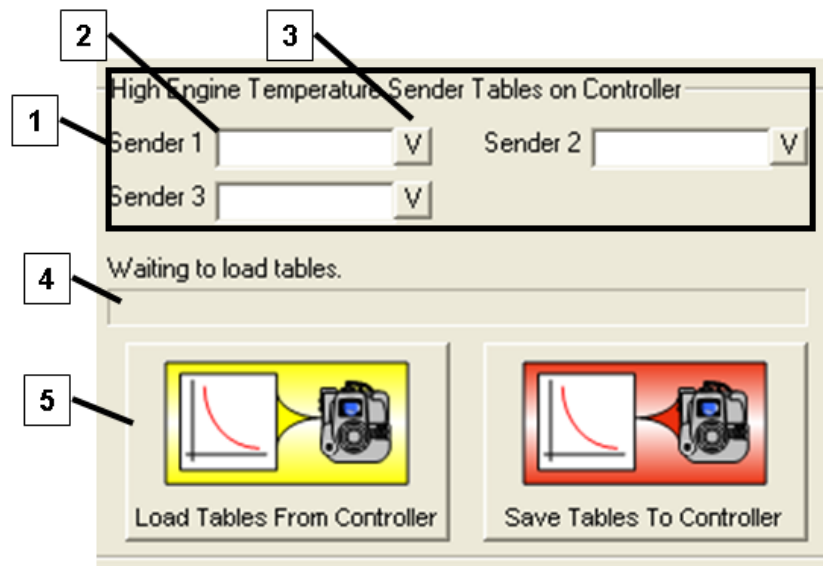 2 3
High Engine Temperature Sender Tables on Controller
1
Sender 1 V Sender 2 V
Sender 3 V
Waiting to load tables.
4
5
Load Tables From Controller Save Tables To Controller